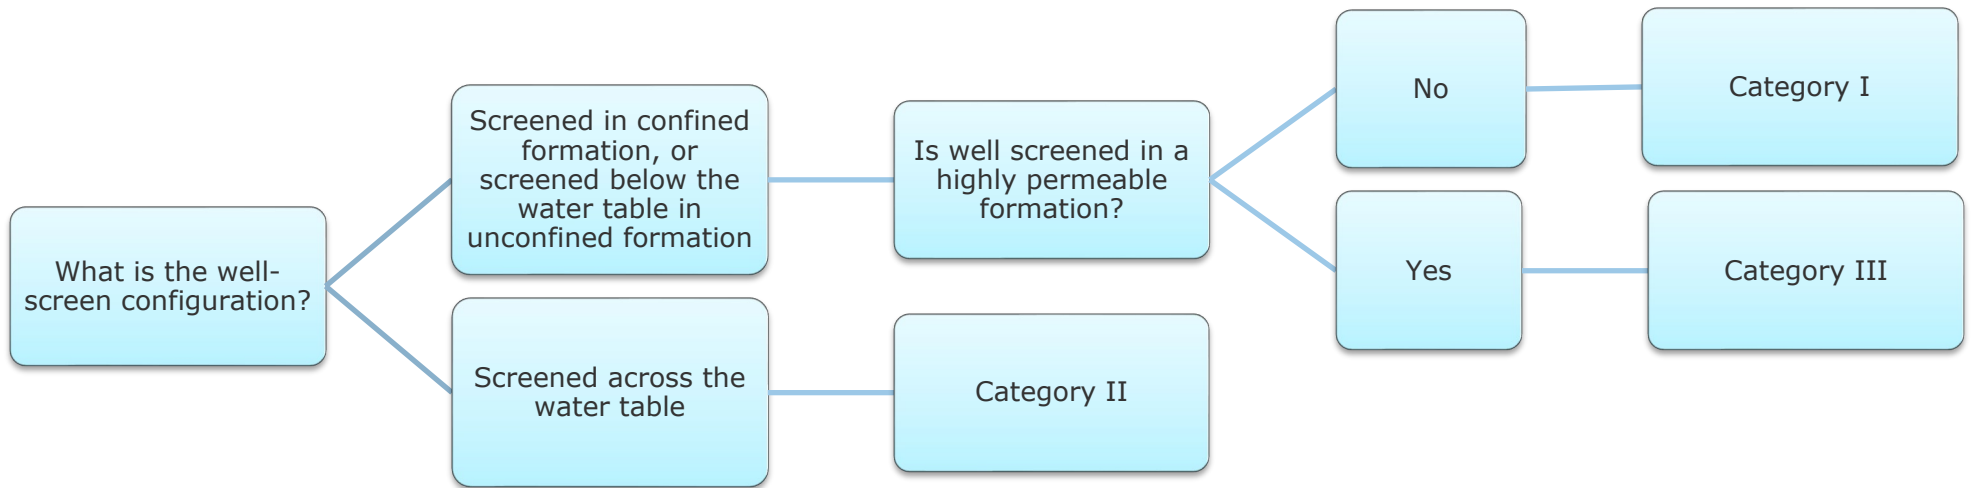 What is the well-
screen configuration?
Screened in confined
formation, or
screened below the
water table in
unconfined formation
Is well screened in a
highly permeable
formation?
No
Category I
Yes
Category III
Screened across the
water table
Category II